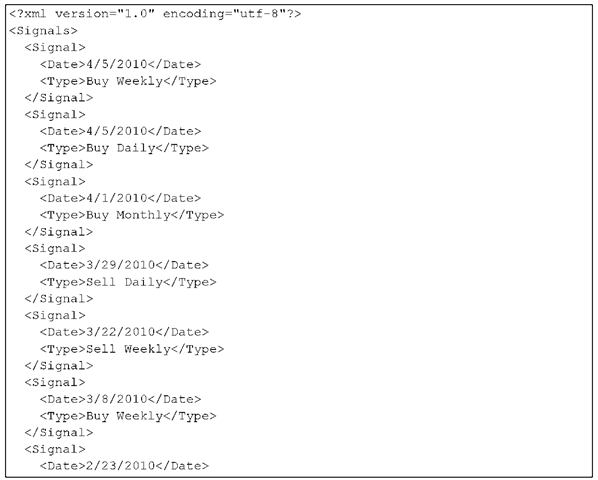 <?xml version="1.0" encoding="utf-8"?>
<Signals>
  <Signal>
    <Date>4/5/2010</Date>
    <Type>Buy Weekly</Type>
  </Signal>
  <Signal>
    <Date>4/5/2010</Date>
    <Type>Buy Daily</Type>
  </Signal>
  <Signal>
    <Date>4/1/2010</Date>
    <Type>Buy Monthly</Type>
  </Signal>
  <Signal>
    <Date>3/29/2010</Date>
    <Type>Sell Daily</Type>
  </Signal>
  <Signal>
    <Date>3/22/2010</Date>
    <Type>Sell Weekly</Type>
  </Signal>
  <Signal>
    <Date>3/8/2010</Date>
    <Type>Buy Weekly</Type>
  </Signal>
  <Signal>
    <Date>2/23/2010</Date>